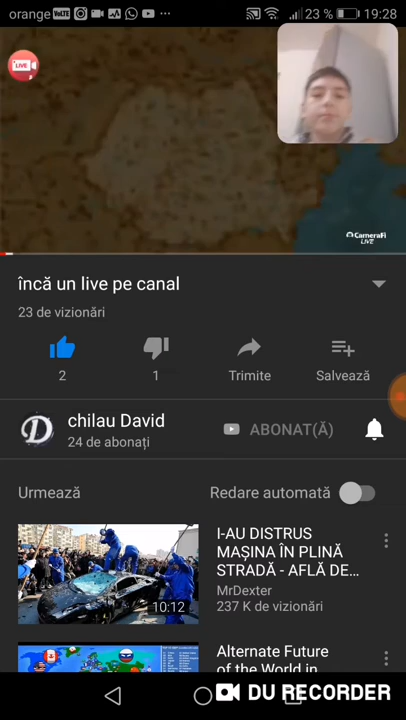 orange VoLTE 23 % 19:28
LIVE
CameraFi
LIVE
încă un live pe canal
23 de vizionări
2 1 Trimite Salvează
D
chilau David
ABONAT(Ă)
24 de abonați
Urmează Redare automată
I-AU DISTRUS
MAȘINA ÎN PLINĂ
STRADĂ - AFLĂ DE...
MrDexter
237 K de vizionări
10:12
Alternate Future
of the World in
DU RECORDER